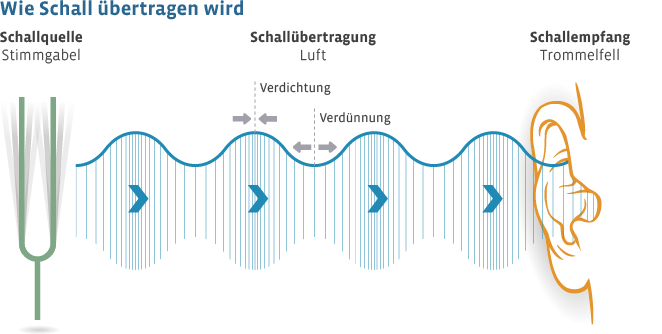 Wie Schall übertragen wird
Schallquelle
Stimmgabel
Schallübertragung
Luft
Schallempfang
Trommelfell
Verdichtung
Verdünnung